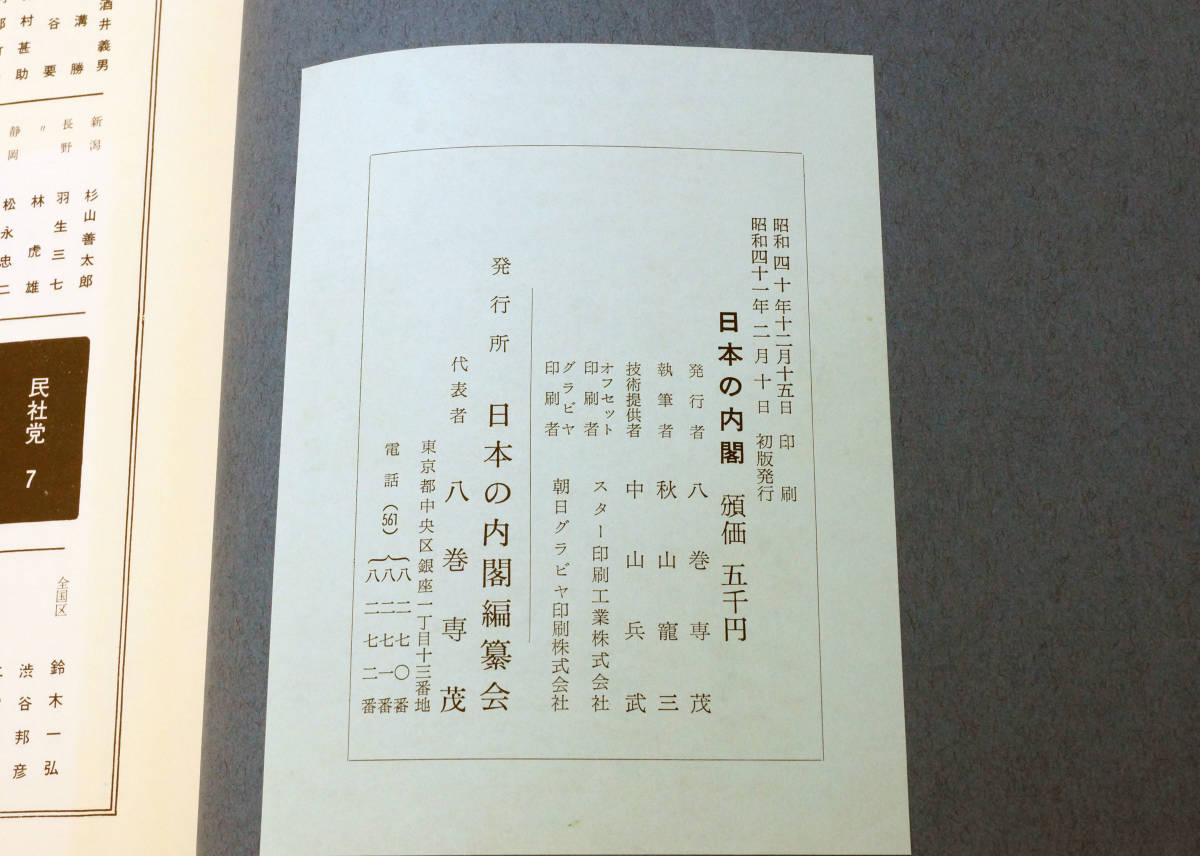 昭和四十年十二月十五日 印刷
昭和四十一年二月十日 初版発行
日本の内閣 頒価 五千円
発行者 八巻専茂
執筆者 秋山寵三
技術提供者 中山兵武
オフセット印刷者 スター印刷工業株式会社
グラビヤ印刷者 朝日グラビヤ印刷株式会社
発行所 日本の内閣編纂会
代表者 八巻専茂
東京都中央区銀座一丁目十三番地
電話(561) 八二七〇番
八二七一番
八二七二番
酒井義男
溝
勝
谷
要
村甚
助
新潟
長野
〃
静岡
杉山善太郎
羽生三七
林虎雄
松永忠二
民社党 7
全国区
鈴木一弘
渋谷邦彦